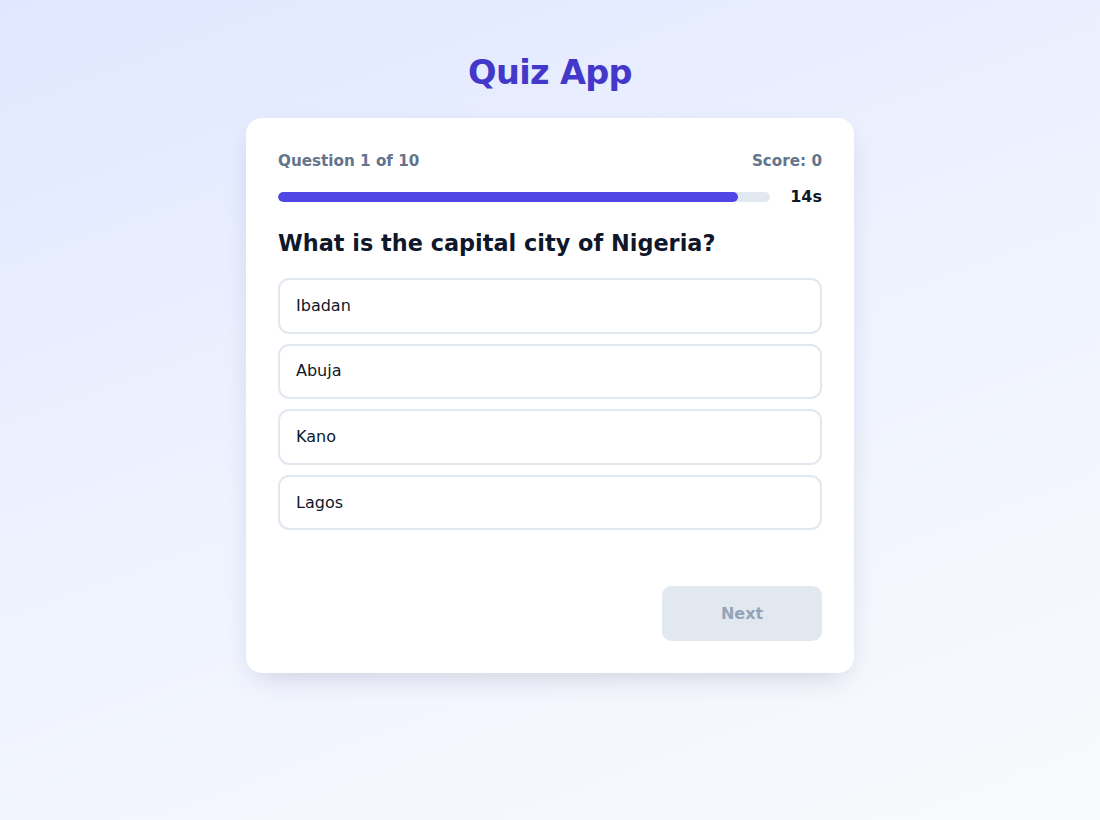 Quiz App
Question 1 of 10 Score: 0
14s
What is the capital city of Nigeria?
Ibadan
Abuja
Kano
Lagos
Next